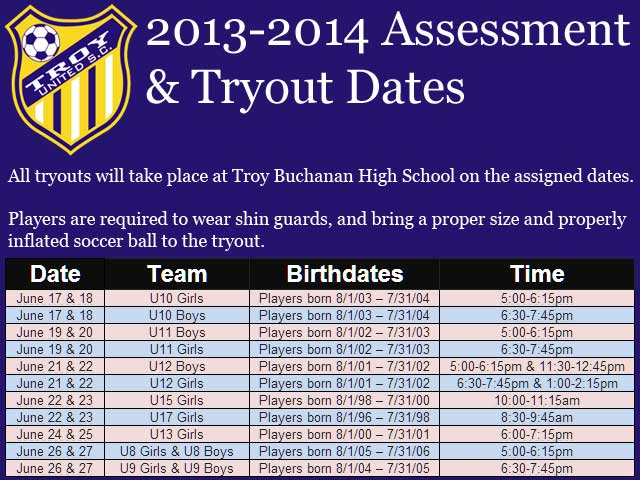 TROY
UNITED S.C.
2013-2014 Assessment
& Tryout Dates
All tryouts will take place at Troy Buchanan High School on the assigned dates.
Players are required to wear shin guards, and bring a proper size and properly
inflated soccer ball to the tryout.
Date Team Birthdates Time
June 17 & 18 U10 Girls Players born 8/1/03 – 7/31/04 5:00-6:15pm
June 17 & 18 U10 Boys Players born 8/1/03 – 7/31/04 6:30-7:45pm
June 19 & 20 U11 Boys Players born 8/1/02 – 7/31/03 5:00-6:15pm
June 19 & 20 U11 Girls Players born 8/1/02 – 7/31/03 6:30-7:45pm
June 21 & 22 U12 Boys Players born 8/1/01 – 7/31/02 5:00-6:15pm & 11:30-12:45pm
June 21 & 22 U12 Girls Players born 8/1/01 – 7/31/02 6:30-7:45pm & 1:00-2:15pm
June 22 & 23 U15 Girls Players born 8/1/98 – 7/31/00 10:00-11:15am
June 22 & 23 U17 Girls Players born 8/1/96 – 7/31/98 8:30-9:45am
June 24 & 25 U13 Girls Players born 8/1/00 – 7/31/01 6:00-7:15pm
June 26 & 27 U8 Girls & U8 Boys Players born 8/1/05 – 7/31/06 5:00-6:15pm
June 26 & 27 U9 Girls & U9 Boys Players born 8/1/04 – 7/31/05 6:30-7:45pm